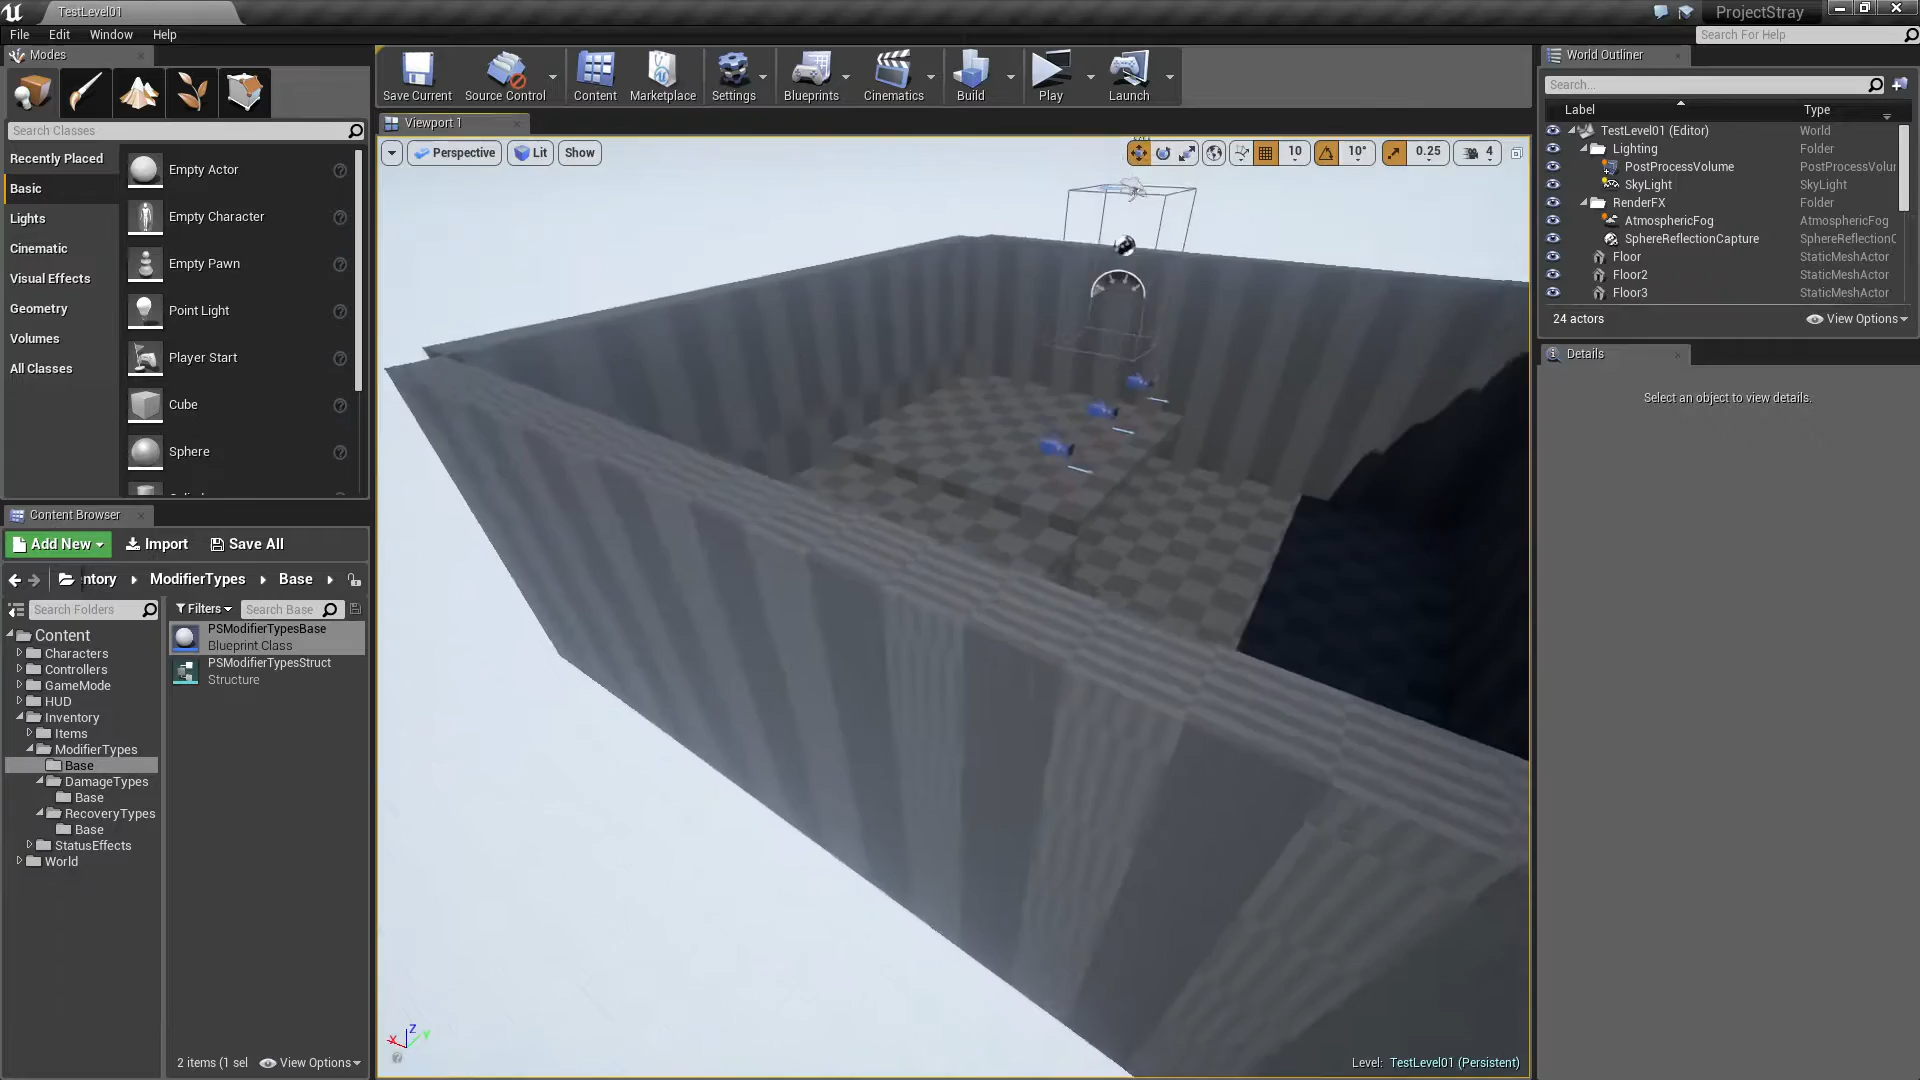 TestLevel01
ProjectStray
File Edit Window Help
Search For Help
Modes
Search Classes
Recently Placed
Basic
Lights
Cinematic
Visual Effects
Geometry
Volumes
All Classes
Empty Actor
Empty Character
Empty Pawn
Point Light
Player Start
Cube
Sphere
Save Current
Source Control
Content
Marketplace
Settings
Blueprints
Cinematics
Build
Play
Launch
Viewport 1
Perspective Lit Show
10 10° 0.25 4
World Outliner
Search...
Label Type
TestLevel01 (Editor) World
Lighting Folder
PostProcessVolume PostProcessVolur
SkyLight SkyLight
RenderFX Folder
AtmosphericFog AtmosphericFog
SphereReflectionCapture SphereReflectionC
Floor StaticMeshActor
Floor2 StaticMeshActor
Floor3 StaticMeshActor
24 actors View Options
Details
Select an object to view details.
Content Browser
Add New Import Save All
entory ModifierTypes Base
Search Folders
Filters Search Base
Content
Characters
Controllers
GameMode
HUD
Inventory
Items
ModifierTypes
Base
DamageTypes
Base
RecoveryTypes
Base
StatusEffects
World
PSModifierTypesBase
Blueprint Class
PSModifierTypesStruct
Structure
2 items (1 sel View Options
X Z Y
Level: TestLevel01 (Persistent)